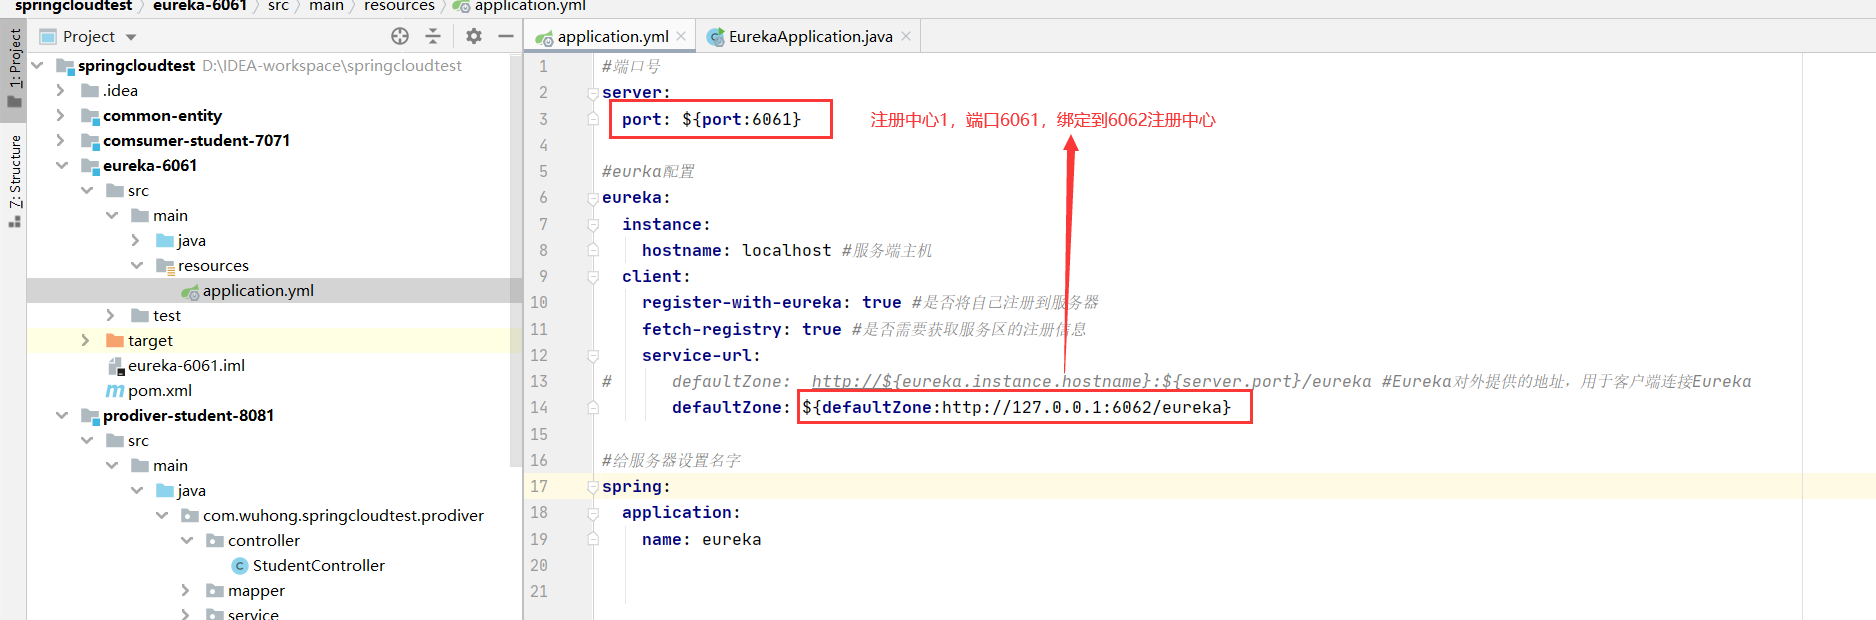 springcloudtest › eureka-6061 › src › main › resources › application.yml
1: Project
Z: Structure
Project
springcloudtest D:\IDEA-workspace\springcloudtest
.idea
common-entity
comsumer-student-7071
eureka-6061
src
main
java
resources
application.yml
test
target
eureka-6061.iml
pom.xml
prodiver-student-8081
src
main
java
com.wuhong.springcloudtest.prodiver
controller
StudentController
mapper
service
application.yml
EurekaApplication.java
1 #端口号
2 server:
3 port: ${port:6061}
注册中心1，端口6061，绑定到6062注册中心
4
5 #eurka配置
6 eureka:
7 instance:
8 hostname: localhost #服务端主机
9 client:
10 register-with-eureka: true #是否将自己注册到服务器
11 fetch-registry: true #是否需要获取服务区的注册信息
12 service-url:
13 # defaultZone: http://${eureka.instance.hostname}:${server.port}/eureka #Eureka对外提供的地址，用于客户端连接Eureka
14 defaultZone: ${defaultZone:http://127.0.0.1:6062/eureka}
15
16 #给服务器设置名字
17 spring:
18 application:
19 name: eureka
20
21